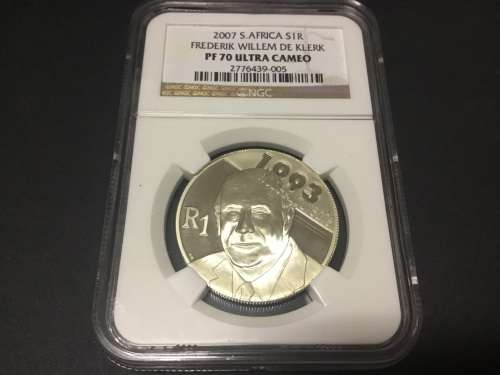 2007 S.AFRICA S1R
FREDERIK WILLEM DE KLERK
PF 70 ULTRA CAMEO
2776439-005
NGC
1993
R1